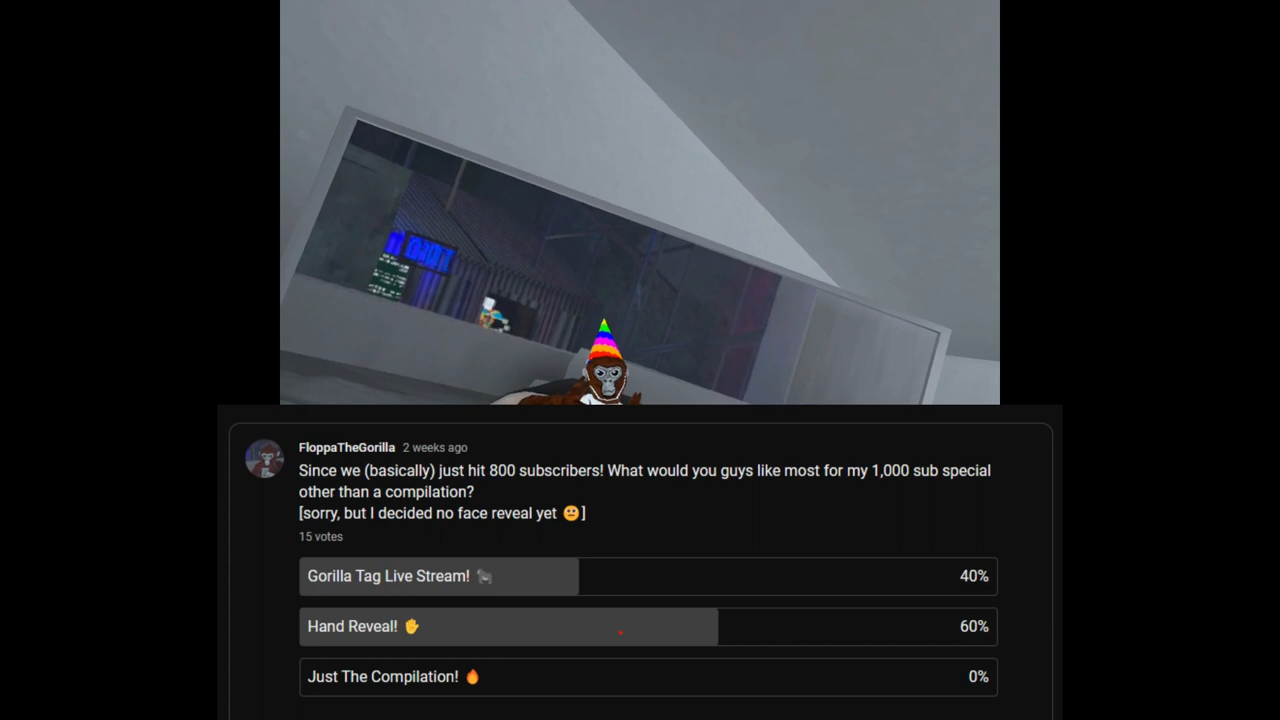 FloppaTheGorilla 2 weeks ago
Since we (basically) just hit 800 subscribers! What would you guys like most for my 1,000 sub special
other than a compilation?
[sorry, but I decided no face reveal yet 😐]
15 votes
Gorilla Tag Live Stream! 🦍 40%
Hand Reveal! ✋ 60%
Just The Compilation! 🔥 0%